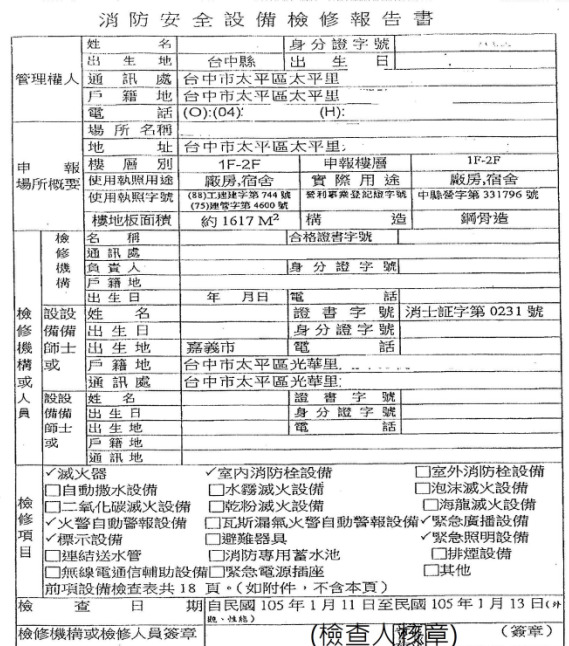 消防安全設備檢修報告書
管理權人 姓名 身分證字號
出生地 台中縣 出生日
通訊處 台中市太平區太平里
戶籍地 台中市太平區太平里
電話 (O):(04): (H):
申報場所概要 場所名稱
地址 台中市太平區太平里
樓層別 1F-2F 申報樓層 1F-2F
使用執照用途 廠房,宿舍 實際用途 廠房,宿舍
使用執照字號 (88)工建建字第 744 號 營利事業登記證字號 中縣營字第 331796 號
(75)建管字第 4600 號
樓地板面積 約 1617 M² 構造 鋼骨造
檢修機構或人員
檢修機構 名稱 合格證書字號
通訊處
負責人 身分證字號
戶籍地
出生日 年 月日 電話
設備師或設備士 姓名 證書字號 消士証字第 0231 號
出生日 身分證字號
出生地 嘉義市 電話
戶籍地 台中市太平區光華里
通訊處 台中市太平區光華里
設備師或設備士 姓名 證書字號
出生日 身分證字號
出生地 電話
戶籍地
通訊地
檢修項目
✓滅火器 ✓室內消防栓設備 □室外消防栓設備
□自動撒水設備 □水霧滅火設備 □泡沫滅火設備
□二氧化碳滅火設備 □乾粉滅火設備 □海龍滅火設備
✓火警自動警報設備 □瓦斯漏氣火警自動警報設備 ✓緊急廣播設備
✓標示設備 □避難器具 ✓緊急照明設備
□連結送水管 □消防專用蓄水池 □排煙設備
□無線電通信輔助設備 □緊急電源插座 □其他
前項設備檢查表共 18 頁。(如附件,不含本頁)
檢查日期 自民國 105 年 1 月 11 日至民國 105 年 1 月 13 日(外觀、性能)
檢修機構或檢修人員簽章 (檢查人核章) (簽章)